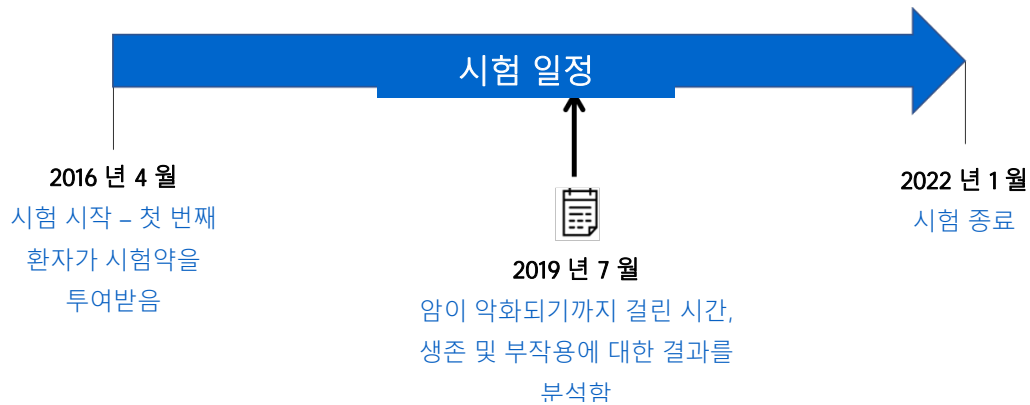 시험 일정
2016 년 4 월
시험 시작 – 첫 번째
환자가 시험약을
투여받음
2019 년 7 월
암이 악화되기까지 걸린 시간,
생존 및 부작용에 대한 결과를
분석함
2022 년 1 월
시험 종료